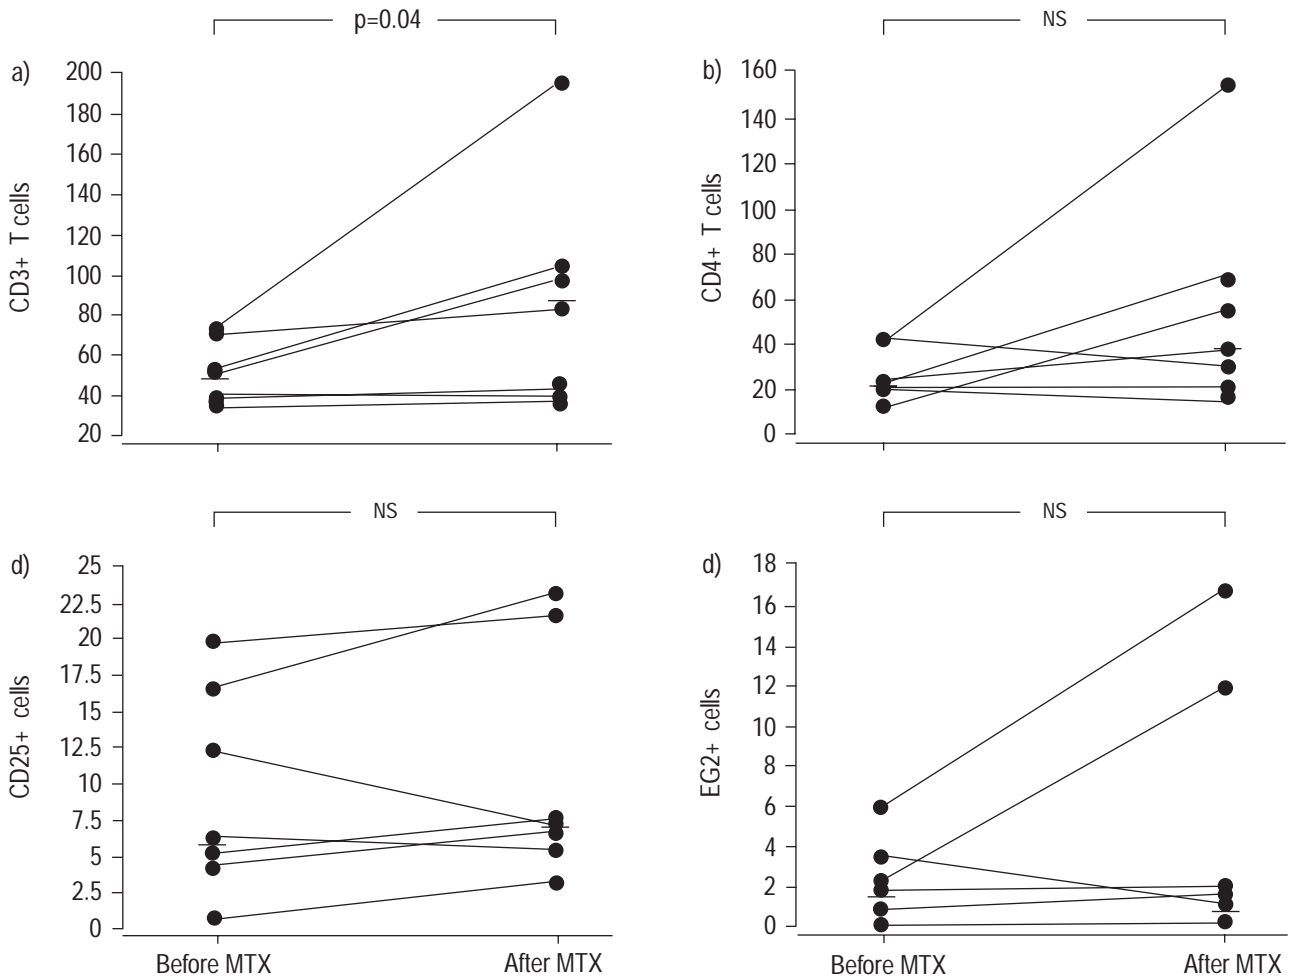 p=0.04
a)
200
180
160
140
120
100
80
60
40
20
CD3+ T cells
NS
b)
160
140
120
100
80
60
40
20
0
CD4+ T cells
NS
d)
25
22.5
20
17.5
15
12.5
10
7.5
5
2.5
0
CD25+ cells
Before MTX
After MTX
NS
d)
18
16
14
12
10
8
6
4
2
0
EG2+ cells
Before MTX
After MTX